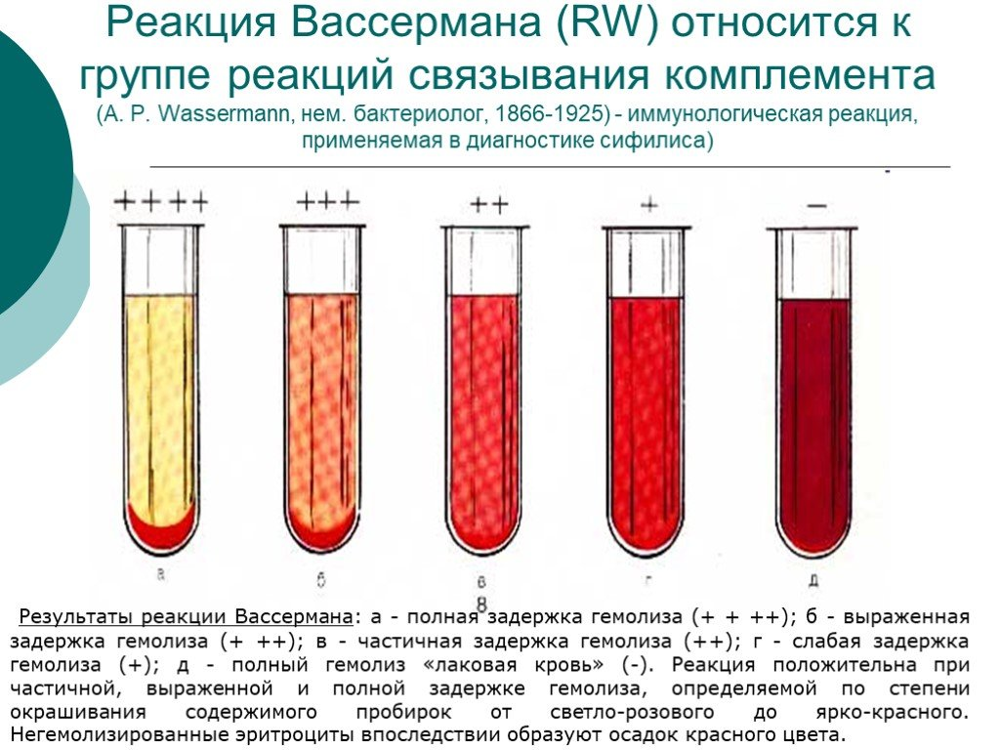 Реакция Вассермана (RW) относится к
группе реакций связывания комплемента
(A. P. Wassermann, нем. бактериолог, 1866-1925) - иммунологическая реакция,
применяемая в диагностике сифилиса)
++++ +++ ++ + –
а б в г д
8
Результаты реакции Вассермана: а - полная задержка гемолиза (+ + ++); б - выраженная
задержка гемолиза (+ ++); в - частичная задержка гемолиза (++); г - слабая задержка
гемолиза (+); д - полный гемолиз «лаковая кровь» (-). Реакция положительна при
частичной, выраженной и полной задержке гемолиза, определяемой по степени
окрашивания содержимого пробирок от светло-розового до ярко-красного.
Негемолизированные эритроциты впоследствии образуют осадок красного цвета.